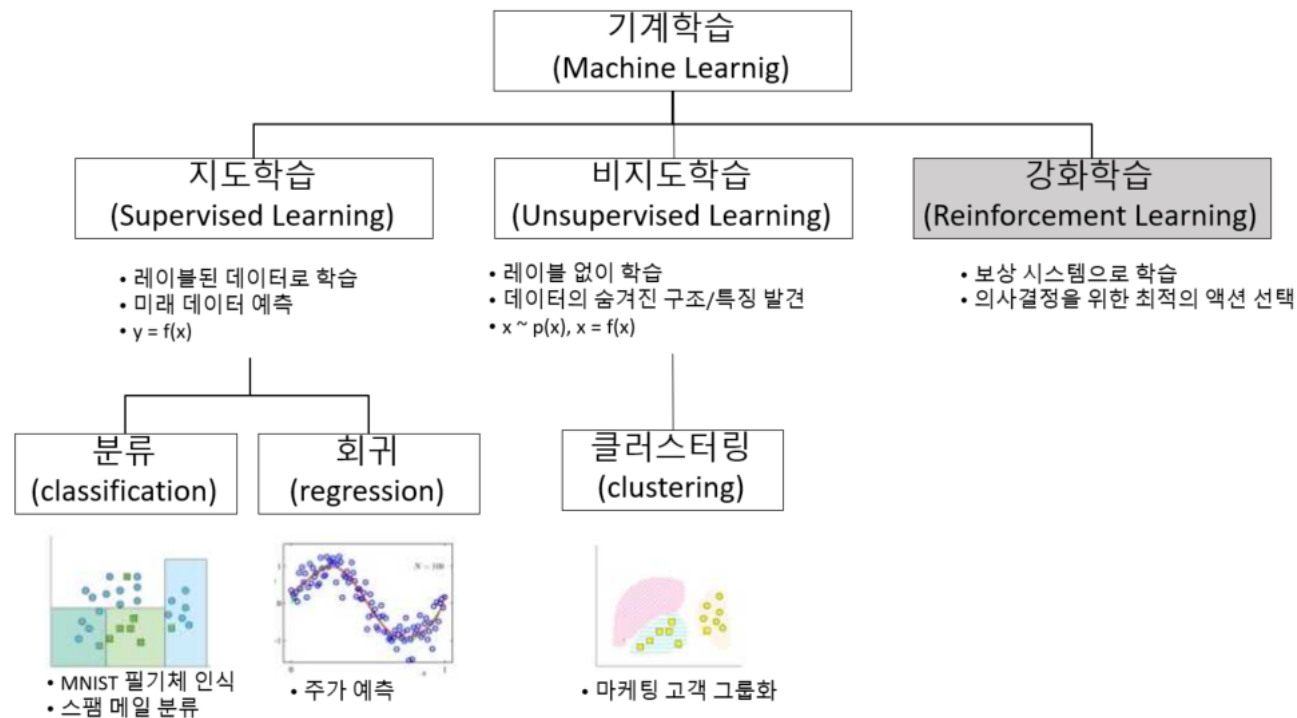 기계학습
(Machine Learnig)
지도학습
(Supervised Learning)
비지도학습
(Unsupervised Learning)
강화학습
(Reinforcement Learning)
• 레이블된 데이터로 학습
• 미래 데이터 예측
• y = f(x)
• 레이블 없이 학습
• 데이터의 숨겨진 구조/특징 발견
• x ~ p(x), x = f(x)
• 보상 시스템으로 학습
• 의사결정을 위한 최적의 액션 선택
분류
(classification)
회귀
(regression)
클러스터링
(clustering)
N = 100
1
0
-1
0
x
1
• MNIST 필기체 인식
• 스팸 메일 분류
• 주가 예측
• 마케팅 고객 그룹화